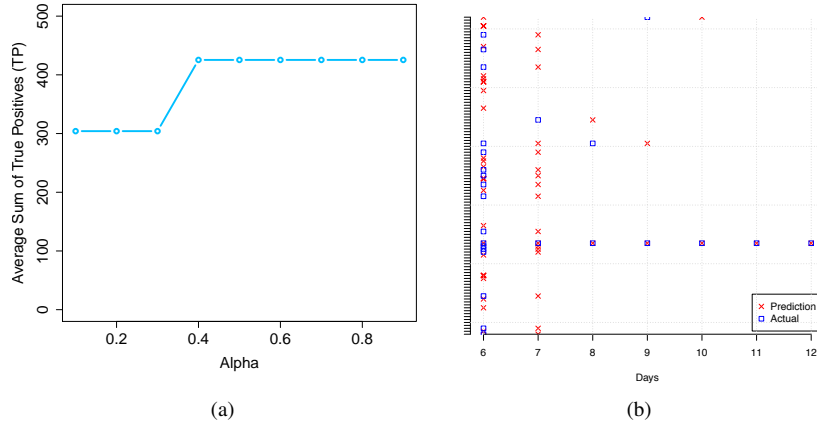 Average Sum of True Positives (TP)
500
400
300
200
100
0
0.2 0.4 0.6 0.8
Alpha
(a)
Prediction
Actual
6 7 8 9 10 11 12
Days
(b)